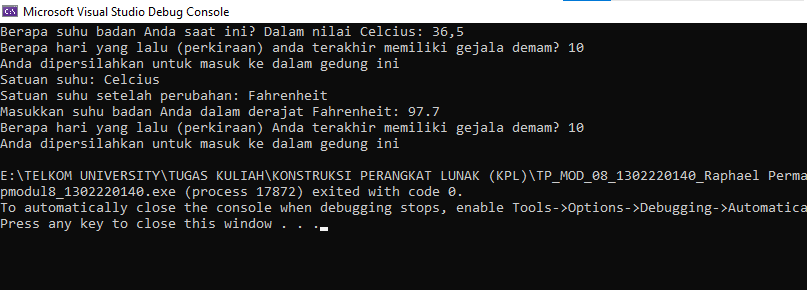 Microsoft Visual Studio Debug Console
Berapa suhu badan Anda saat ini? Dalam nilai Celcius: 36,5
Berapa hari yang lalu (perkiraan) anda terakhir memiliki gejala demam? 10
Anda dipersilahkan untuk masuk ke dalam gedung ini
Satuan suhu: Celcius
Satuan suhu setelah perubahan: Fahrenheit
Masukkan suhu badan Anda dalam derajat Fahrenheit: 97.7
Berapa hari yang lalu (perkiraan) Anda terakhir memiliki gejala demam? 10
Anda dipersilahkan untuk masuk ke dalam gedung ini
E:\TELKOM UNIVERSITY\TUGAS KULIAH\KONSTRUKSI PERANGKAT LUNAK (KPL)\TP_MOD_08_1302220140_Raphael Perma
pmodul8_1302220140.exe (process 17872) exited with code 0.
To automatically close the console when debugging stops, enable Tools->Options->Debugging->Automatica
Press any key to close this window . . .